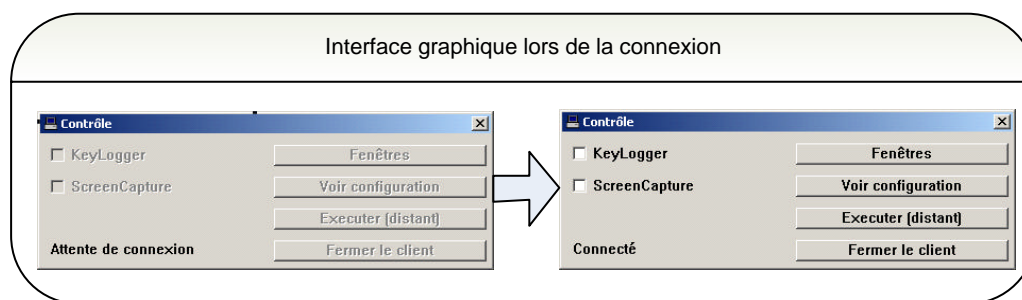 Interface graphique lors de la connexion
Contrôle
KeyLogger
Fenêtres
ScreenCapture
Voir configuration
Executer (distant)
Attente de connexion
Fermer le client
Contrôle
KeyLogger
Fenêtres
ScreenCapture
Voir configuration
Executer (distant)
Connecté
Fermer le client